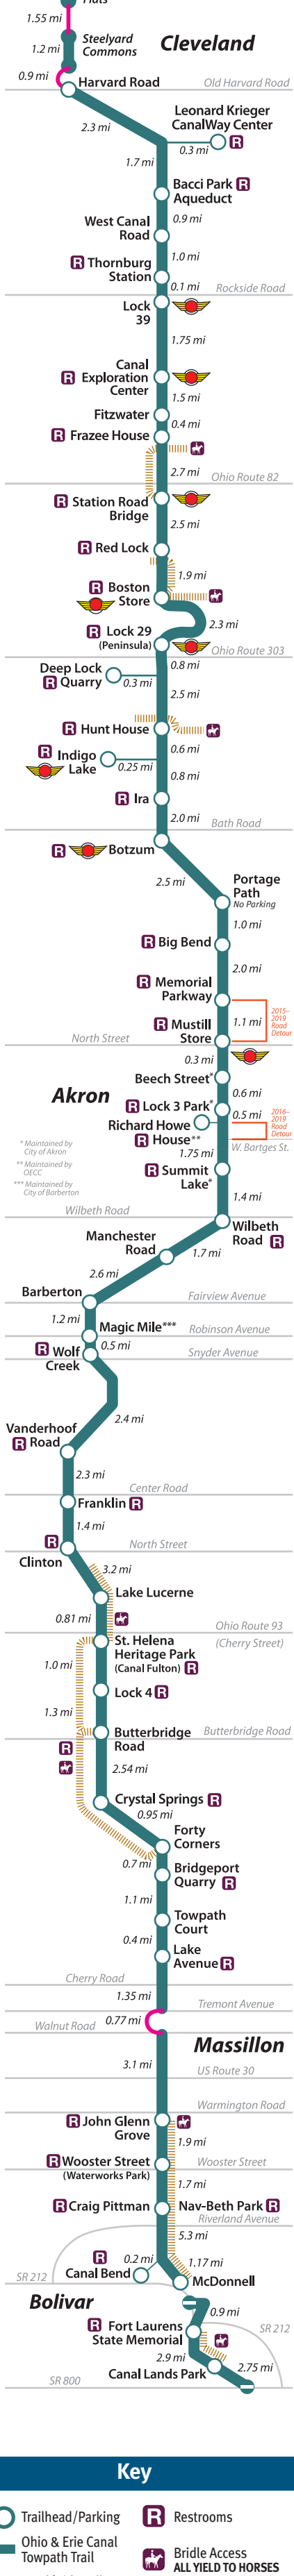 Flats
1.55 mi
Steelyard
Commons
Cleveland
1.2 mi
0.9 mi
Harvard Road
Old Harvard Road
Leonard Krieger
CanalWay Center
R
2.3 mi
0.3 mi
1.7 mi
Bacci Park R
Aqueduct
0.9 mi
West Canal
Road
1.0 mi
R Thornburg
Station
0.1 mi
Rockside Road
Lock
39
1.75 mi
Canal
R Exploration
Center
1.5 mi
Fitzwater
0.4 mi
R Frazee House
2.7 mi
Ohio Route 82
R Station Road
Bridge
2.5 mi
R Red Lock
1.9 mi
R Boston
Store
2.3 mi
R Lock 29
(Peninsula)
Ohio Route 303
0.8 mi
Deep Lock
R Quarry
0.3 mi
2.5 mi
R Hunt House
0.6 mi
R Indigo
Lake
0.25 mi
0.8 mi
R Ira
2.0 mi
Bath Road
R Botzum
2.5 mi
Portage
Path
No Parking
1.0 mi
R Big Bend
2.0 mi
R Memorial
Parkway
2015–
2019
Road
Detour
1.1 mi
R Mustill
Store
North Street
0.3 mi
Beech Street*
0.6 mi
Akron
R Lock 3 Park*
0.5 mi
2016–
2019
Road
Detour
Richard Howe
R House**
W. Bartges St.
* Maintained by
City of Akron
** Maintained by
OECC
*** Maintained by
City of Barberton
1.75 mi
R Summit
Lake*
1.4 mi
Wilbeth Road
Wilbeth
Road R
Manchester
Road
1.7 mi
2.6 mi
Barberton
Fairview Avenue
1.2 mi
Magic Mile***
Robinson Avenue
0.5 mi
R Wolf
Creek
Snyder Avenue
2.4 mi
Vanderhoof
R Road
2.3 mi
Center Road
Franklin R
1.4 mi
R
North Street
Clinton
3.2 mi
Lake Lucerne
0.81 mi
Ohio Route 93
(Cherry Street)
St. Helena
Heritage Park
(Canal Fulton) R
1.0 mi
Lock 4 R
1.3 mi
Butterbridge
Road
Butterbridge Road
R
2.54 mi
Crystal Springs R
0.95 mi
Forty
Corners
0.7 mi
Bridgeport
Quarry R
1.1 mi
Towpath
Court
0.4 mi
Lake
Avenue R
Cherry Road
1.35 mi
Tremont Avenue
0.77 mi
Walnut Road
Massillon
3.1 mi
US Route 30
Warmington Road
R John Glenn
Grove
1.9 mi
R Wooster Street
(Waterworks Park)
Wooster Street
1.7 mi
R Craig Pittman
Nav-Beth Park R
Riverland Avenue
5.3 mi
R
Canal Bend
0.2 mi
1.17 mi
SR 212
McDonnell
Bolivar
0.9 mi
R Fort Laurens
State Memorial
SR 212
2.9 mi
Canal Lands Park
2.75 mi
SR 800
Key
Trailhead/Parking
R Restrooms
Ohio & Erie Canal
Towpath Trail
Bridle Access
ALL YIELD TO HORSES